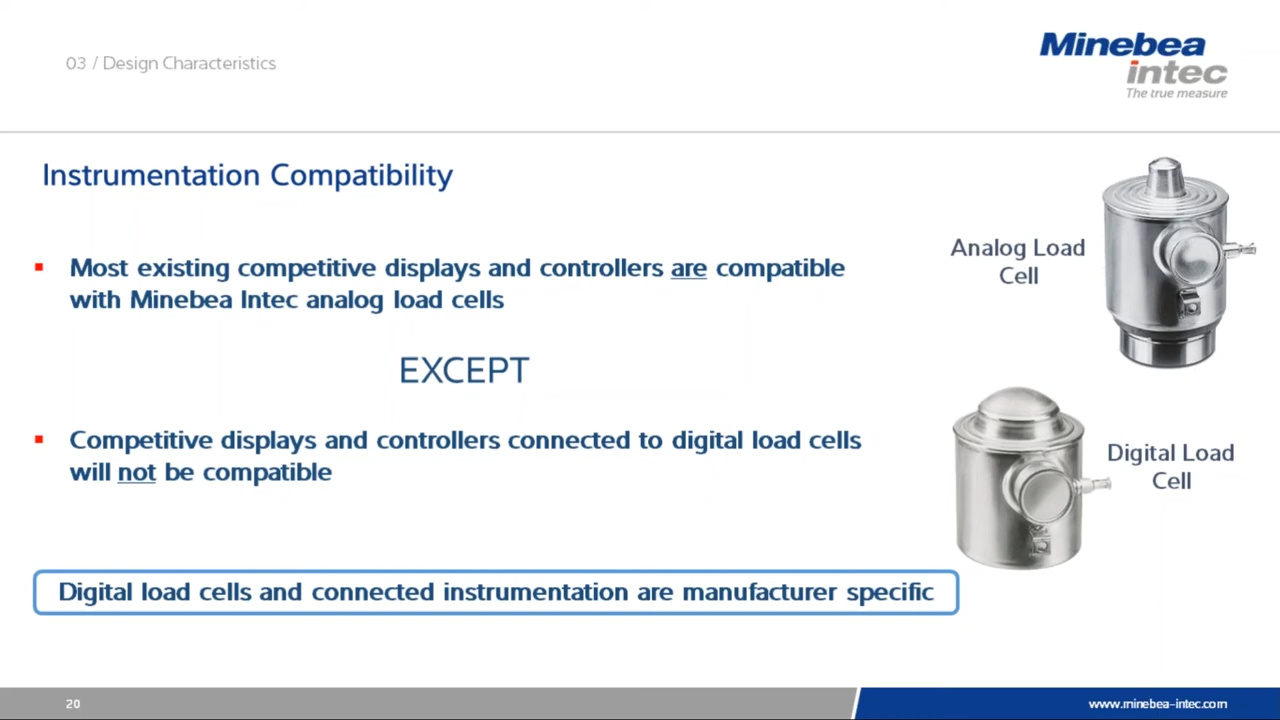 03 / Design Characteristics
Minebea
intec
The true measure
Instrumentation Compatibility
Most existing competitive displays and controllers are compatible
with Minebea Intec analog load cells
EXCEPT
Competitive displays and controllers connected to digital load cells
will not be compatible
Digital load cells and connected instrumentation are manufacturer specific
Analog Load
Cell
Digital Load
Cell
20
www.minebea-intec.com